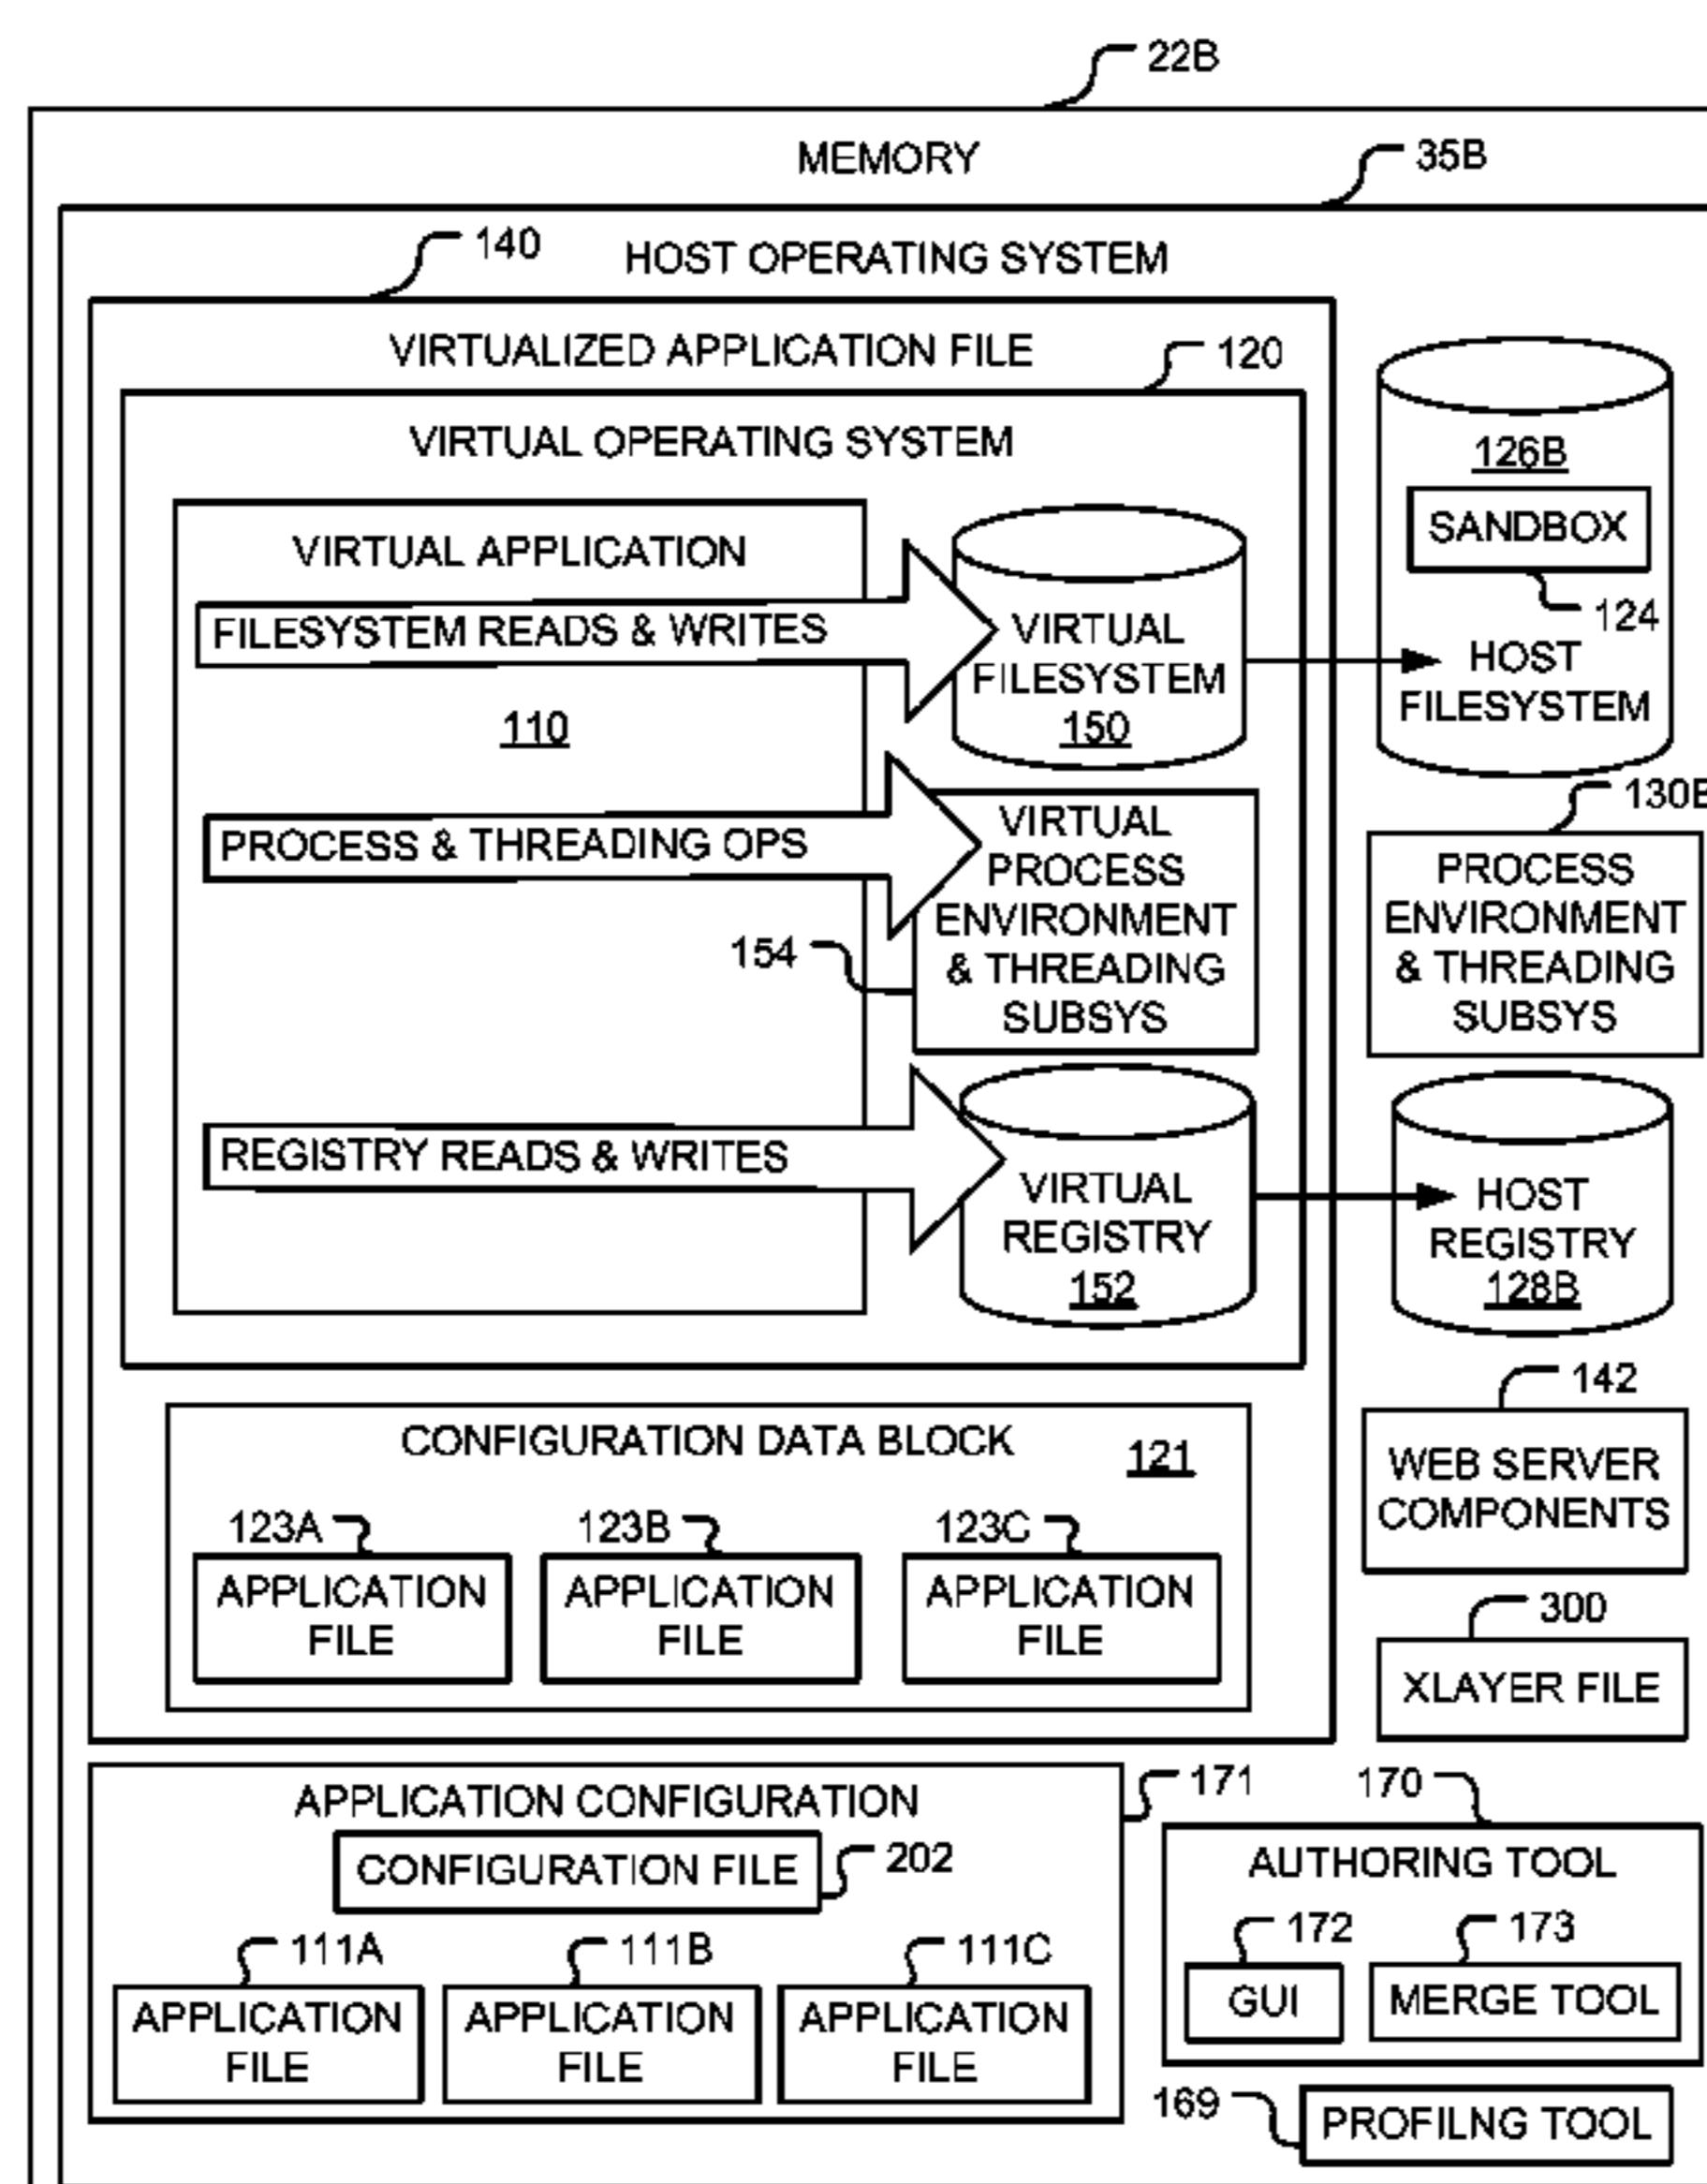 22B
MEMORY
35B
140
HOST OPERATING SYSTEM
VIRTUALIZED APPLICATION FILE
120
VIRTUAL OPERATING SYSTEM
126B
SANDBOX
124
HOST
FILESYSTEM
VIRTUAL APPLICATION
FILESYSTEM READS & WRITES
VIRTUAL
FILESYSTEM
150
110
130B
PROCESS & THREADING OPS
VIRTUAL
PROCESS
ENVIRONMENT
& THREADING
SUBSYS
154
PROCESS
ENVIRONMENT
& THREADING
SUBSYS
REGISTRY READS & WRITES
VIRTUAL
REGISTRY
152
HOST
REGISTRY
128B
142
WEB SERVER
COMPONENTS
CONFIGURATION DATA BLOCK
121
123A
123B
123C
APPLICATION
FILE
APPLICATION
FILE
APPLICATION
FILE
300
XLAYER FILE
171
APPLICATION CONFIGURATION
CONFIGURATION FILE
202
111A
111B
111C
APPLICATION
FILE
APPLICATION
FILE
APPLICATION
FILE
170
AUTHORING TOOL
172
173
GUI
MERGE TOOL
169
PROFILNG TOOL